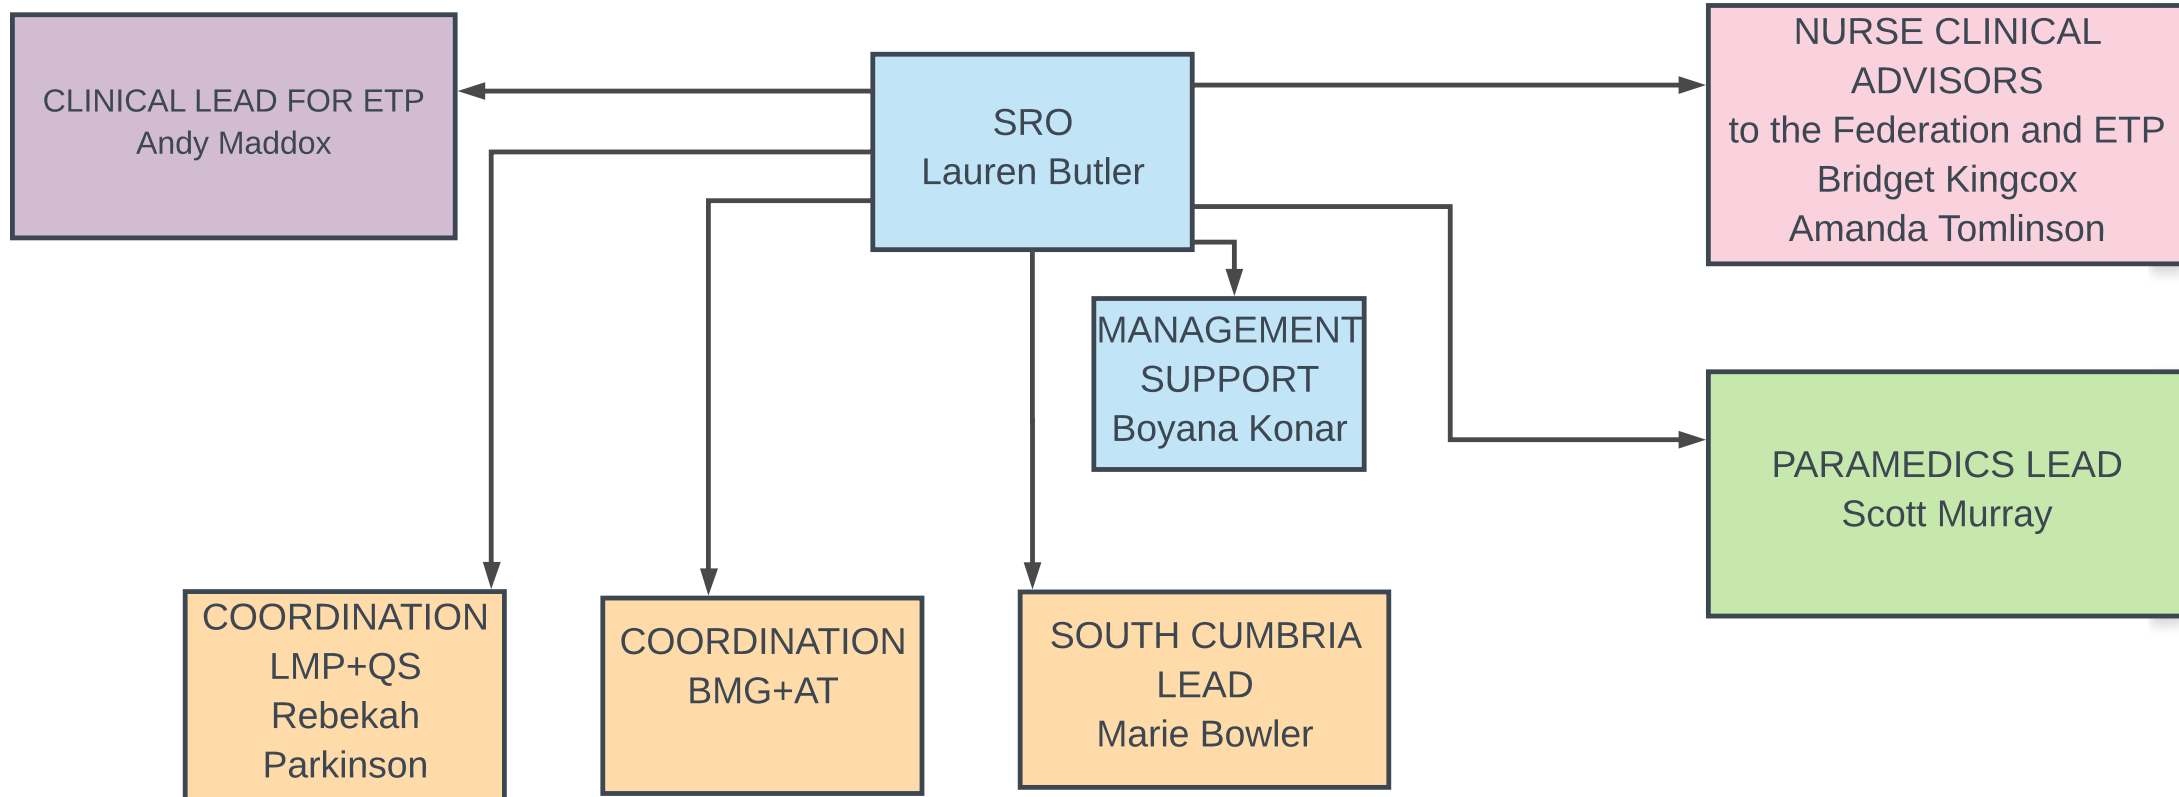 CLINICAL LEAD FOR ETP
Andy Maddox
SRO
Lauren Butler
NURSE CLINICAL
ADVISORS
to the Federation and ETP
Bridget Kingcox
Amanda Tomlinson
MANAGEMENT
SUPPORT
Boyana Konar
PARAMEDICS LEAD
Scott Murray
COORDINATION
LMP+QS
Rebekah
Parkinson
COORDINATION
BMG+AT
SOUTH CUMBRIA
LEAD
Marie Bowler